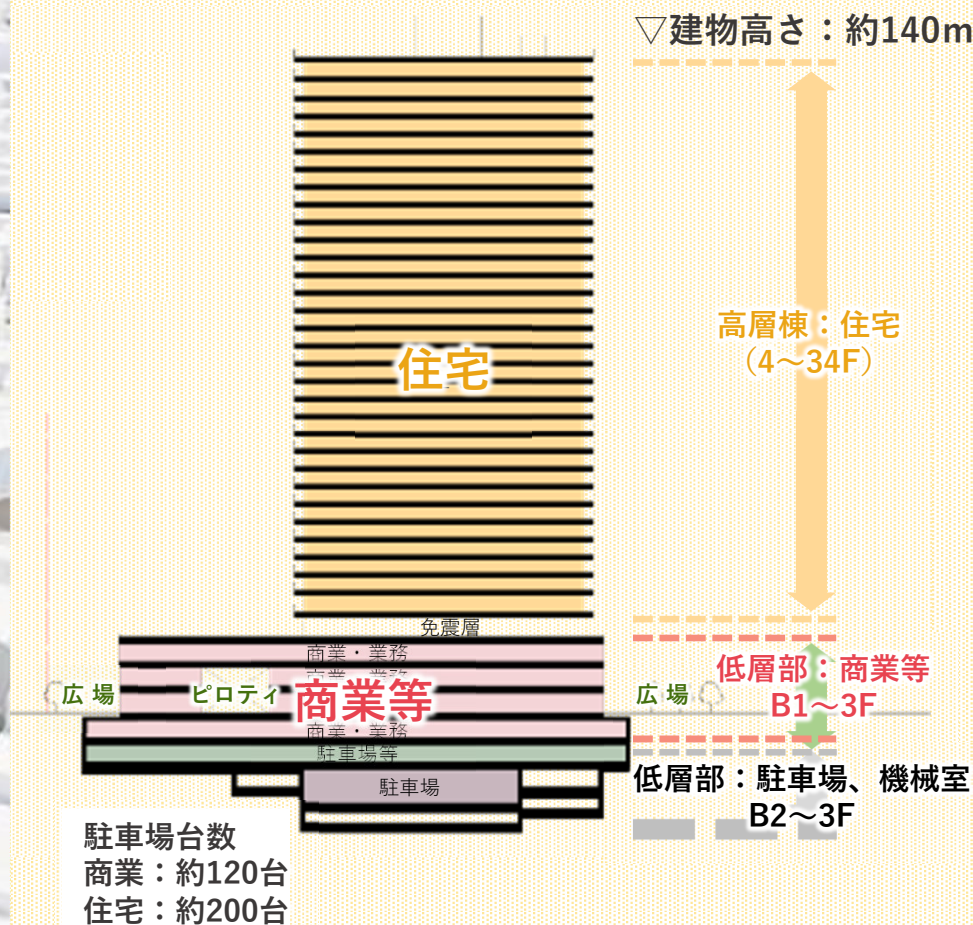 ▽建物高さ：約140m
高層棟：住宅
（4～34F）
住宅
免震層
商業・業務
商業・業務
低層部：商業等
B1～3F
広 場
ピロティ
商業等
広 場
商業・業務
駐車場等
駐車場
低層部：駐車場、機械室
B2～3F
駐車場台数
商業：約120台
住宅：約200台